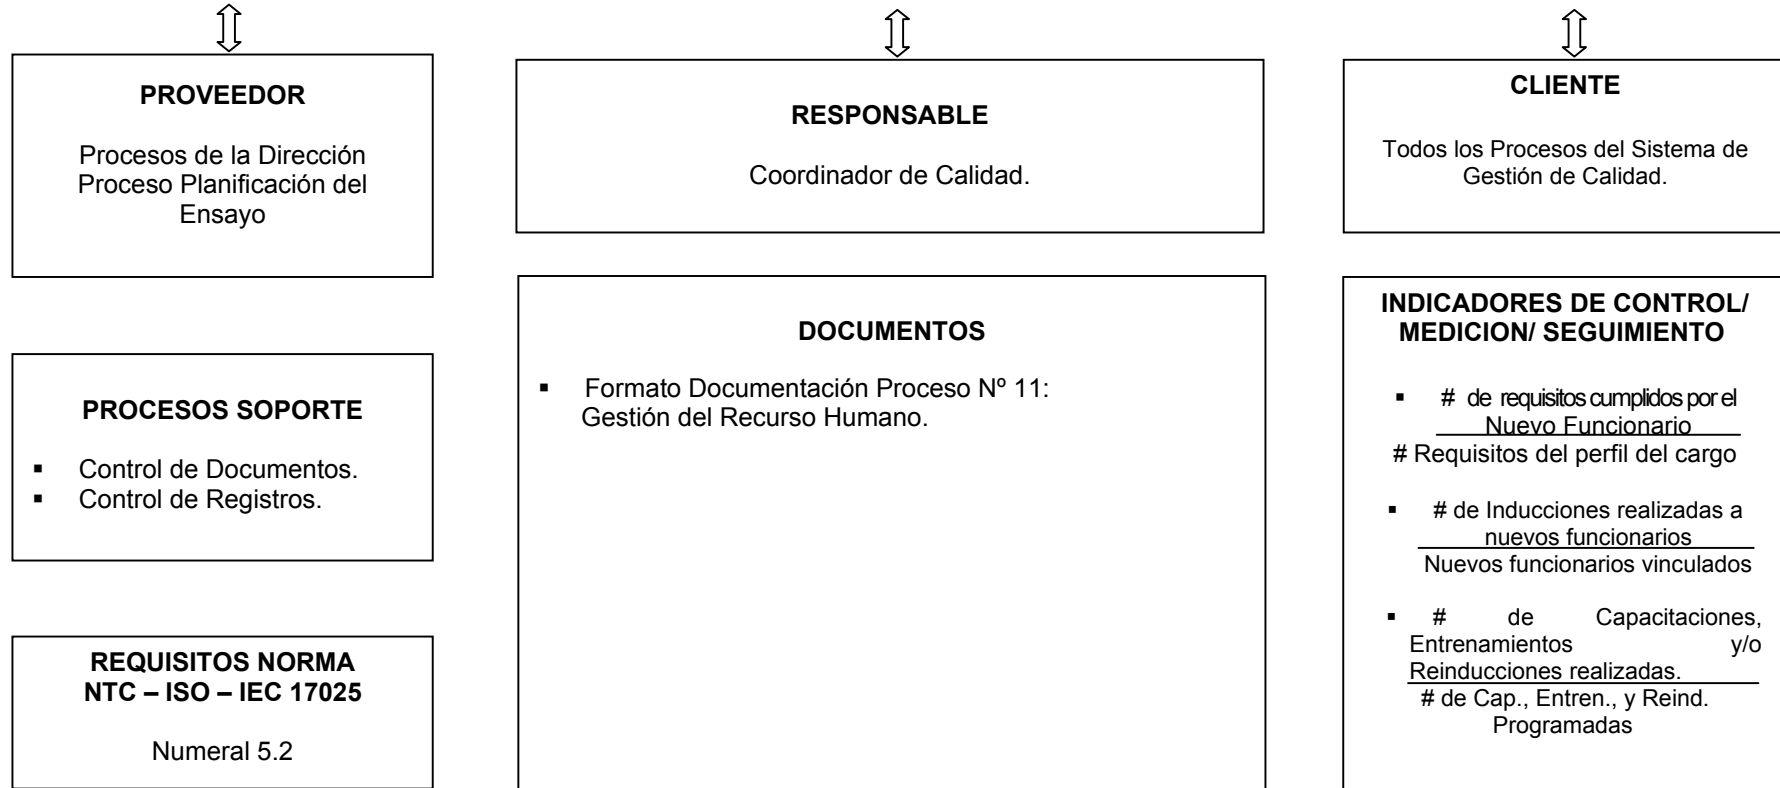 PROVEEDOR
Procesos de la Dirección
Proceso Planificación del
Ensayo
RESPONSABLE
Coordinador de Calidad.
CLIENTE
Todos los Procesos del Sistema de
Gestión de Calidad.
PROCESOS SOPORTE
▪ Control de Documentos.
▪ Control de Registros.
DOCUMENTOS
▪ Formato Documentación Proceso Nº 11:
Gestión del Recurso Humano.
INDICADORES DE CONTROL/
MEDICION/ SEGUIMIENTO
▪ # de requisitos cumplidos por el
Nuevo Funcionario
# Requisitos del perfil del cargo
▪ # de Inducciones realizadas a
nuevos funcionarios
Nuevos funcionarios vinculados
▪ # de Capacitaciones,
Entrenamientos y/o
Reinducciones realizadas.
# de Cap., Entren., y Reind.
Programadas
REQUISITOS NORMA
NTC – ISO – IEC 17025
Numeral 5.2